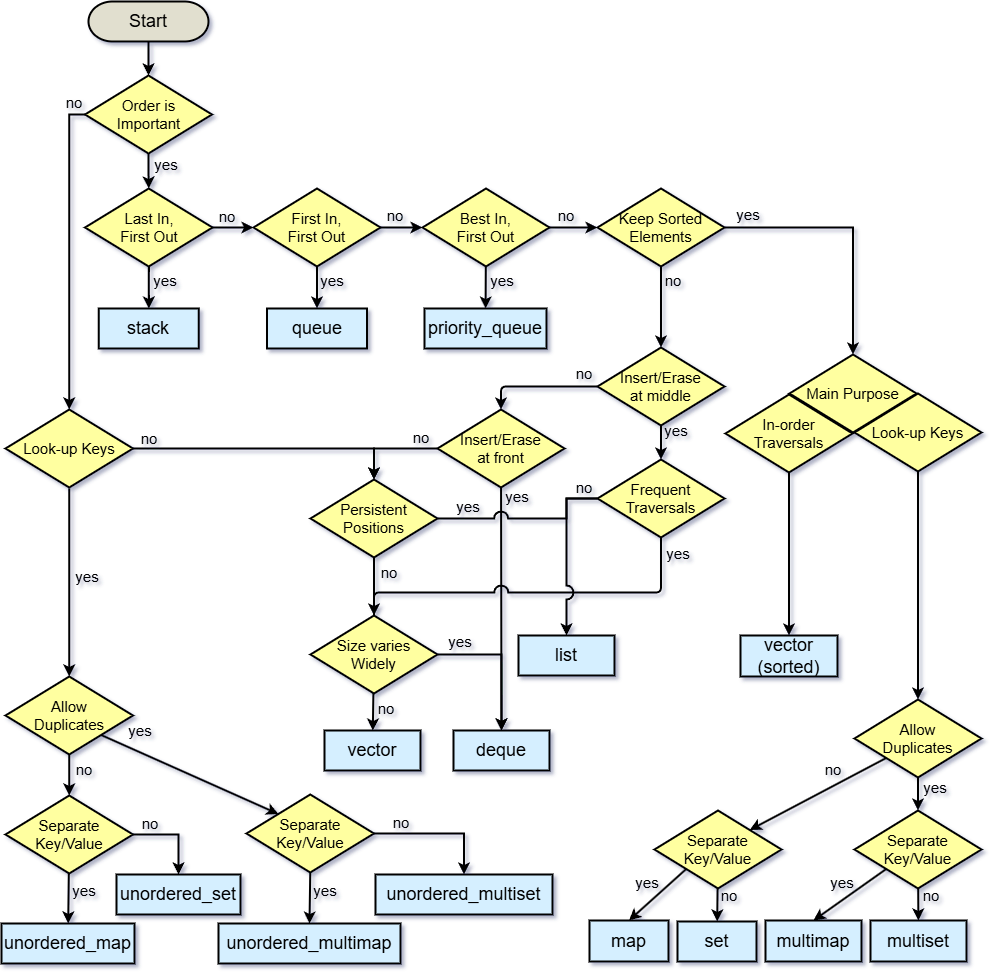 Start
no
Order is
Important
yes
Last In,
First Out
no
First In,
First Out
no
Best In,
First Out
no
Keep Sorted
Elements
yes
yes
yes
yes
no
stack
queue
priority_queue
no
Insert/Erase
at middle
Main Purpose
yes
In-order
Traversals
Look-up Keys
Look-up Keys
no
no
Insert/Erase
at front
no
Frequent
Traversals
yes
Persistent
Positions
yes
yes
no
yes
Size varies
Widely
yes
list
vector
(sorted)
no
vector
deque
Allow
Duplicates
yes
no
Allow
Duplicates
no
yes
Separate
Key/Value
no
Separate
Key/Value
no
Separate
Key/Value
Separate
Key/Value
yes
unordered_set
yes
unordered_multiset
yes
no
yes
no
unordered_map
unordered_multimap
map
set
multimap
multiset